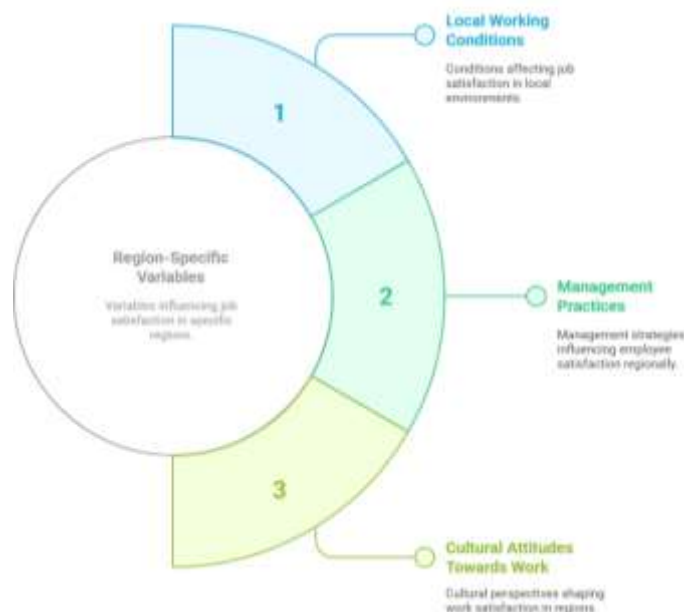 Local Working
Conditions
Conditions affecting job
satisfaction in local
environments.
1
Region-Specific
Variables
Variables influencing job
satisfaction in specific
regions.
2
Management
Practices
Management strategies
influencing employee
satisfaction regionally.
3
Cultural Attitudes
Towards Work
Cultural perspectives shaping
work satisfaction in regions.